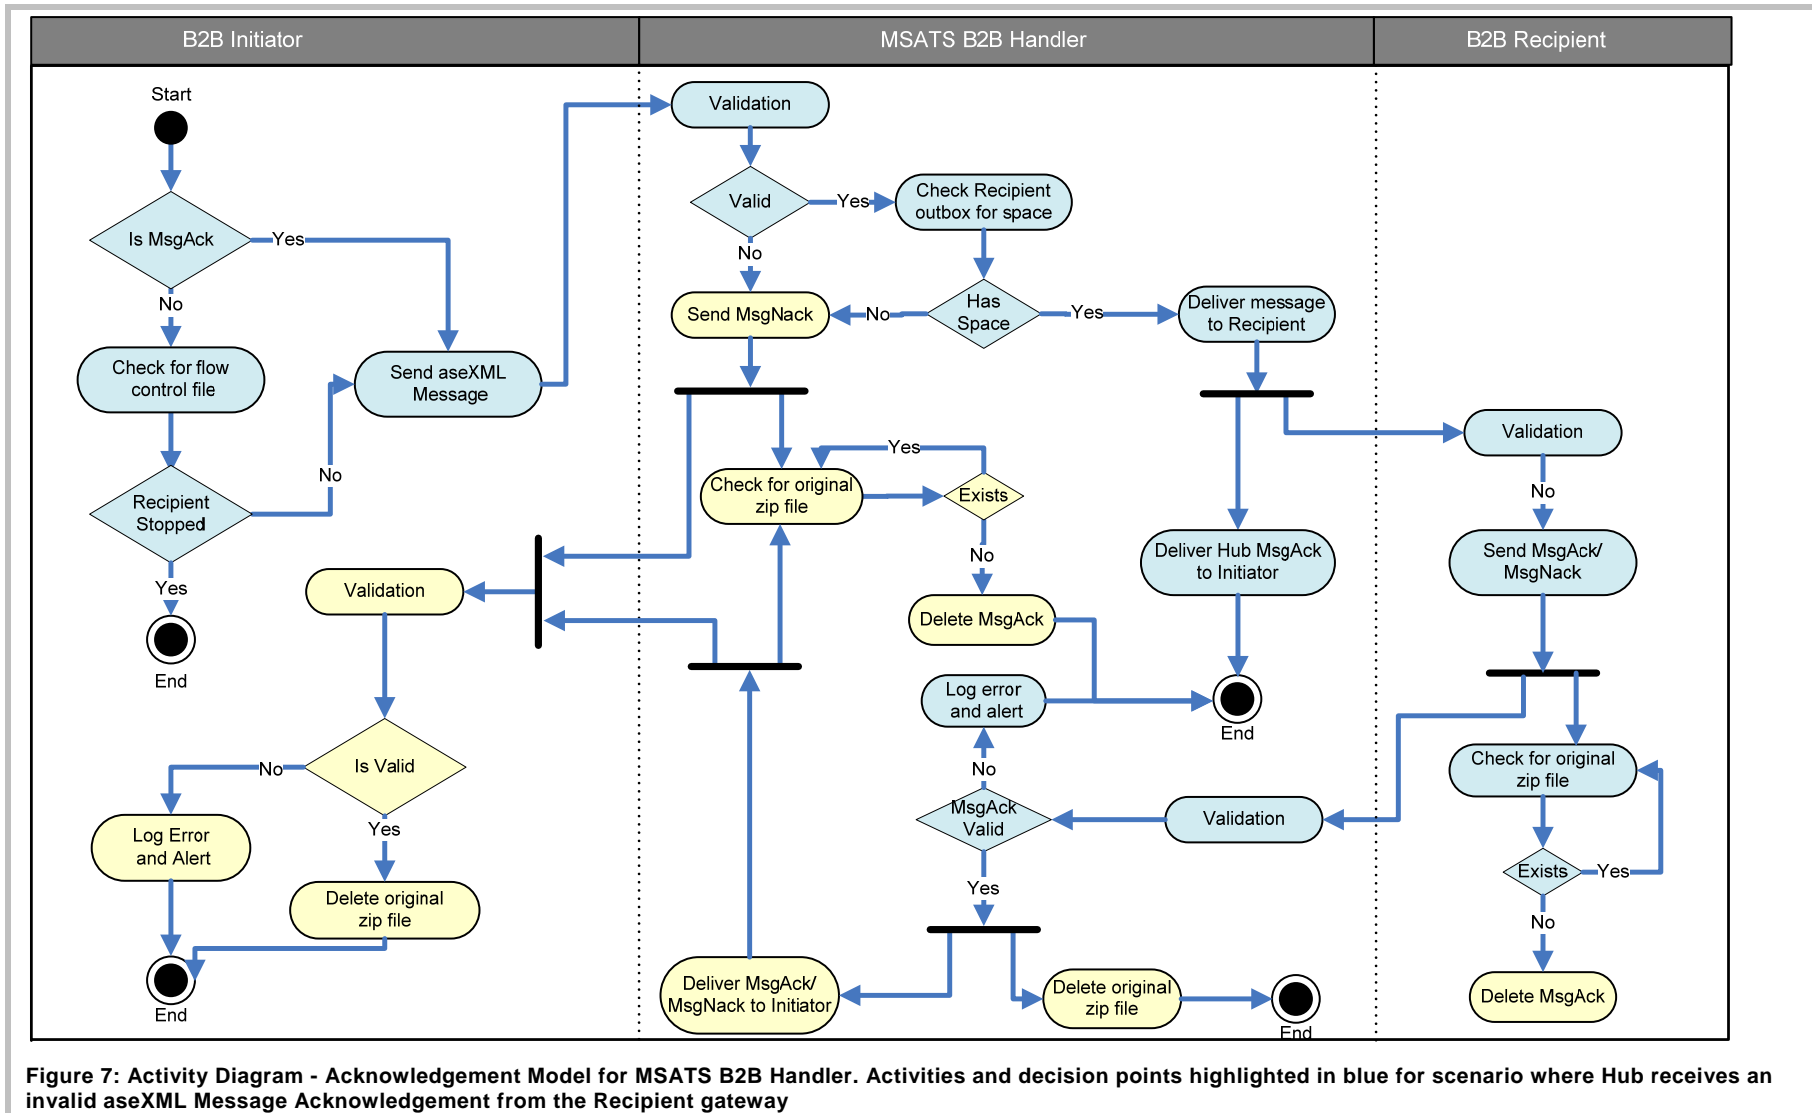 B2B Initiator
MSATS B2B Handler
B2B Recipient
Start
Is MsgAck
Yes
No
Check for flow
control file
Send aseXML
Message
No
Recipient
Stopped
Yes
End
Validation
Is Valid
No
Yes
Log Error
and Alert
Delete original
zip file
End
Validation
Valid
Yes
No
Check Recipient
outbox for space
Send MsgNack
No
Has
Space
Yes
Deliver message
to Recipient
Yes
Check for original
zip file
Exists
No
Delete MsgAck
Deliver Hub MsgAck
to Initiator
Log error
and alert
End
No
MsgAck
Valid
Validation
Yes
Deliver MsgAck/
MsgNack to Initiator
Delete original
zip file
End
Validation
No
Send MsgAck/
MsgNack
Check for original
zip file
Exists
Yes
No
Delete MsgAck
Figure 7: Activity Diagram - Acknowledgement Model for MSATS B2B Handler. Activities and decision points highlighted in blue for scenario where Hub receives an
invalid aseXML Message Acknowledgement from the Recipient gateway